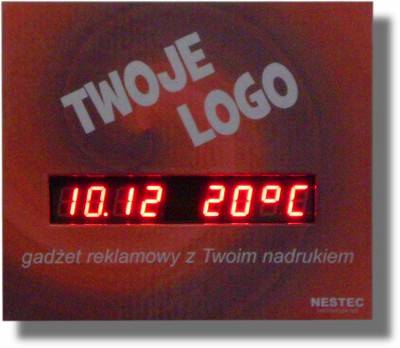 TWOJE
LOGO
10.12 20°C
gadżet reklamowy z Twoim nadrukiem
NESTEC